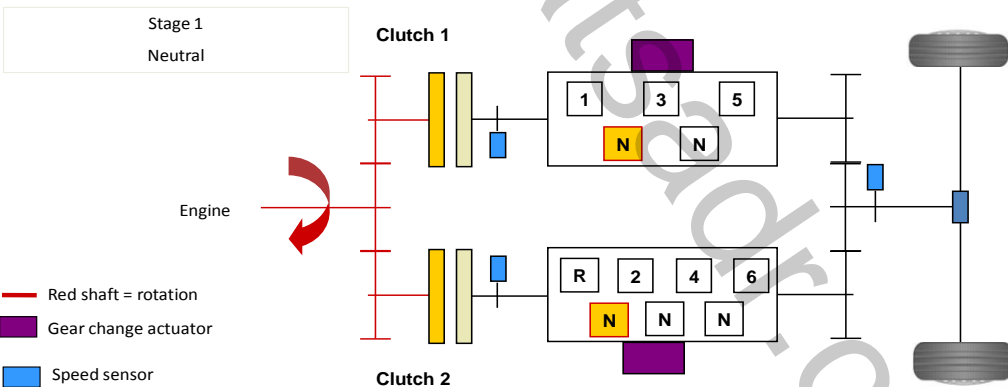 Stage 1
Neutral
Clutch 1
1 3 5
N N
Engine
R 2 4 6
N N N
Red shaft = rotation
Gear change actuator
Speed sensor
Clutch 2